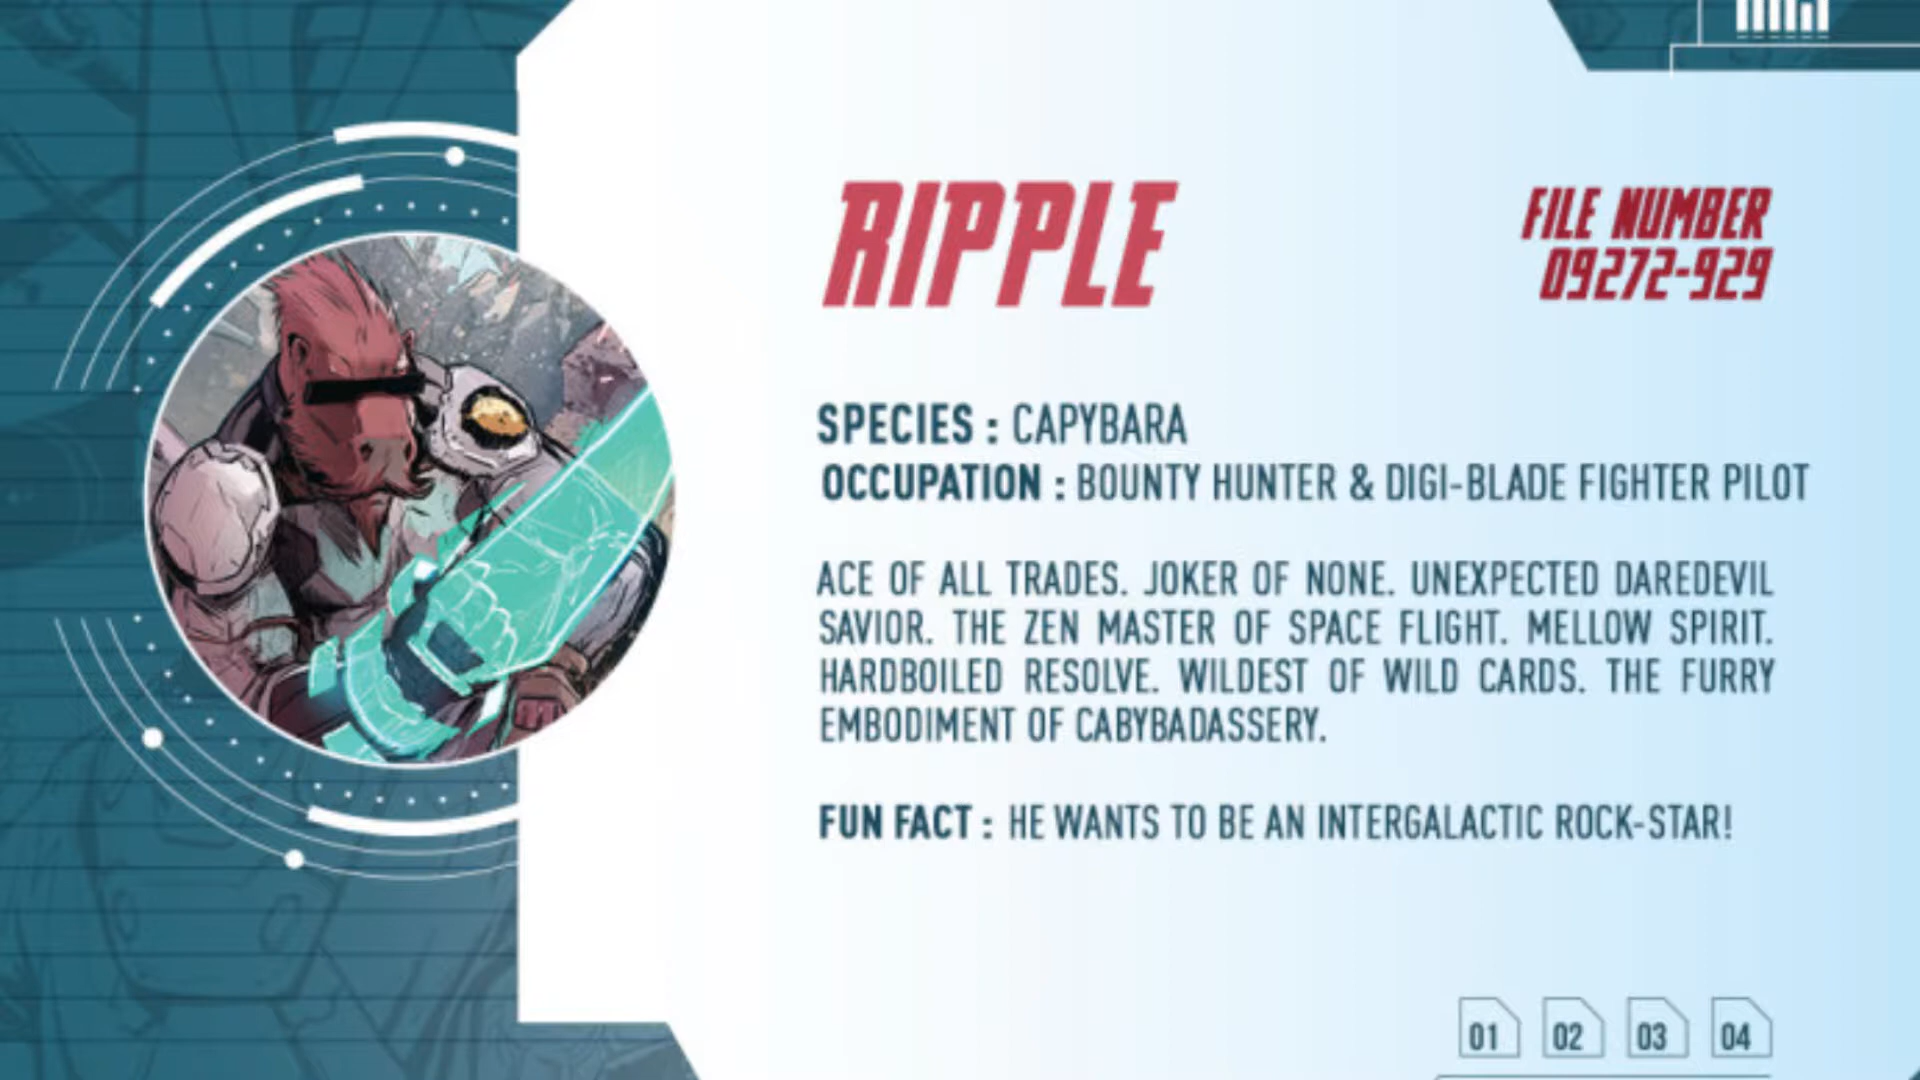 RIPPLE
FILE NUMBER
09272-929
SPECIES : CAPYBARA
OCCUPATION : BOUNTY HUNTER & DIGI-BLADE FIGHTER PILOT
ACE OF ALL TRADES. JOKER OF NONE. UNEXPECTED DAREDEVIL
SAVIOR. THE ZEN MASTER OF SPACE FLIGHT. MELLOW SPIRIT.
HARDBOILED RESOLVE. WILDEST OF WILD CARDS. THE FURRY
EMBODIMENT OF CABYBADASSERY.
FUN FACT : HE WANTS TO BE AN INTERGALACTIC ROCK-STAR!
01 02 03 04